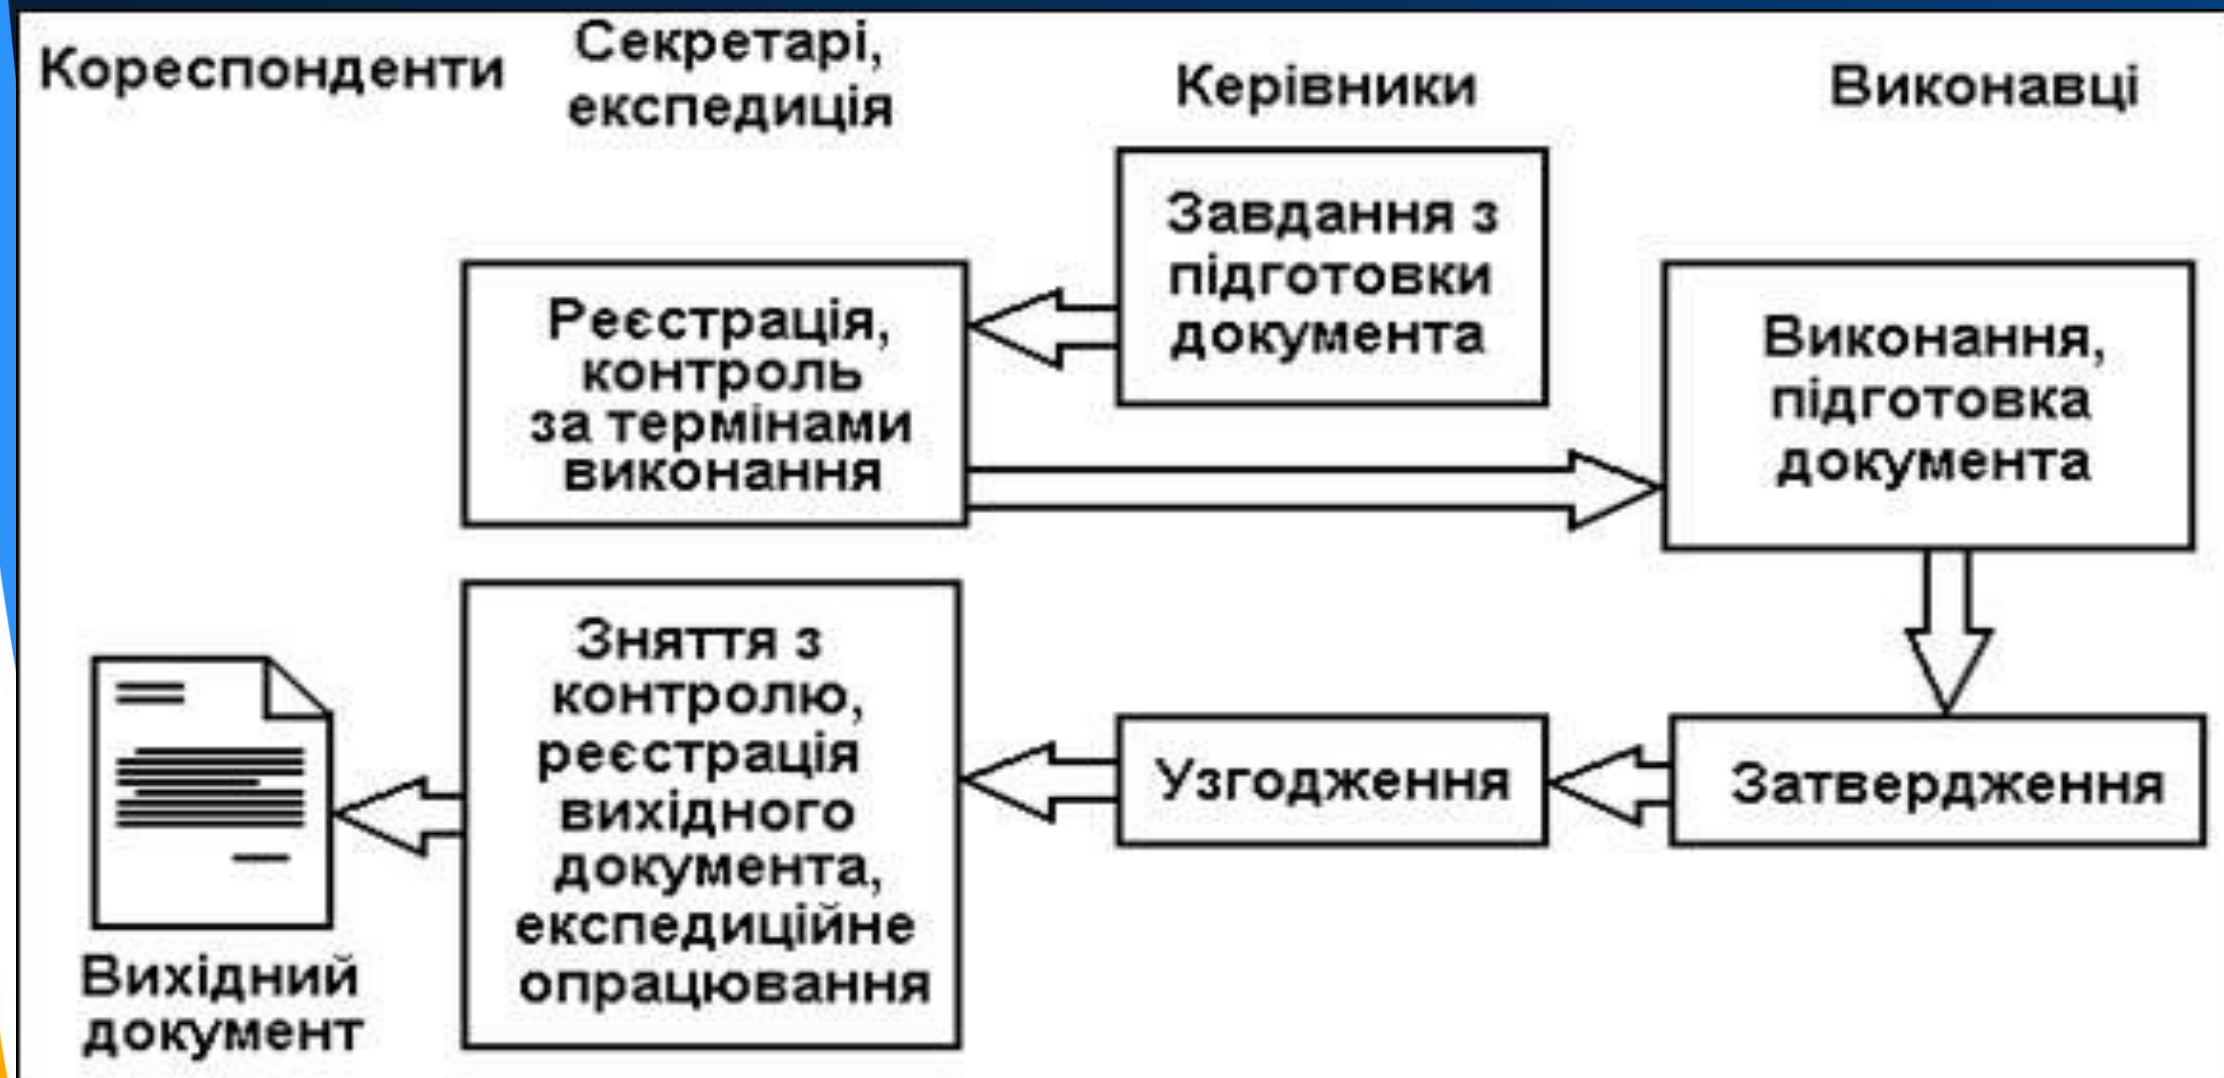 Кореспонденти
Секретарі,
експедиція
Керівники
Виконавці
Завдання з
підготовки
документа
Реєстрація,
контроль
за термінами
виконання
Виконання,
підготовка
документа
Зняття з
контролю,
реєстрація
вихідного
документа,
експедиційне
опрацювання
Узгодження
Затвердження
Вихідний
документ